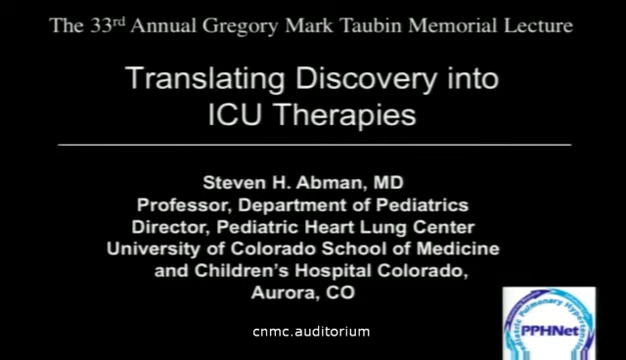 The 33rd Annual Gregory Mark Taubin Memorial Lecture
Translating Discovery into
ICU Therapies
Steven H. Abman, MD
Professor, Department of Pediatrics
Director, Pediatric Heart Lung Center
University of Colorado School of Medicine
and Children's Hospital Colorado,
Aurora, CO
Pediatric Pulmonary
PPHNet
cnmc.auditorium